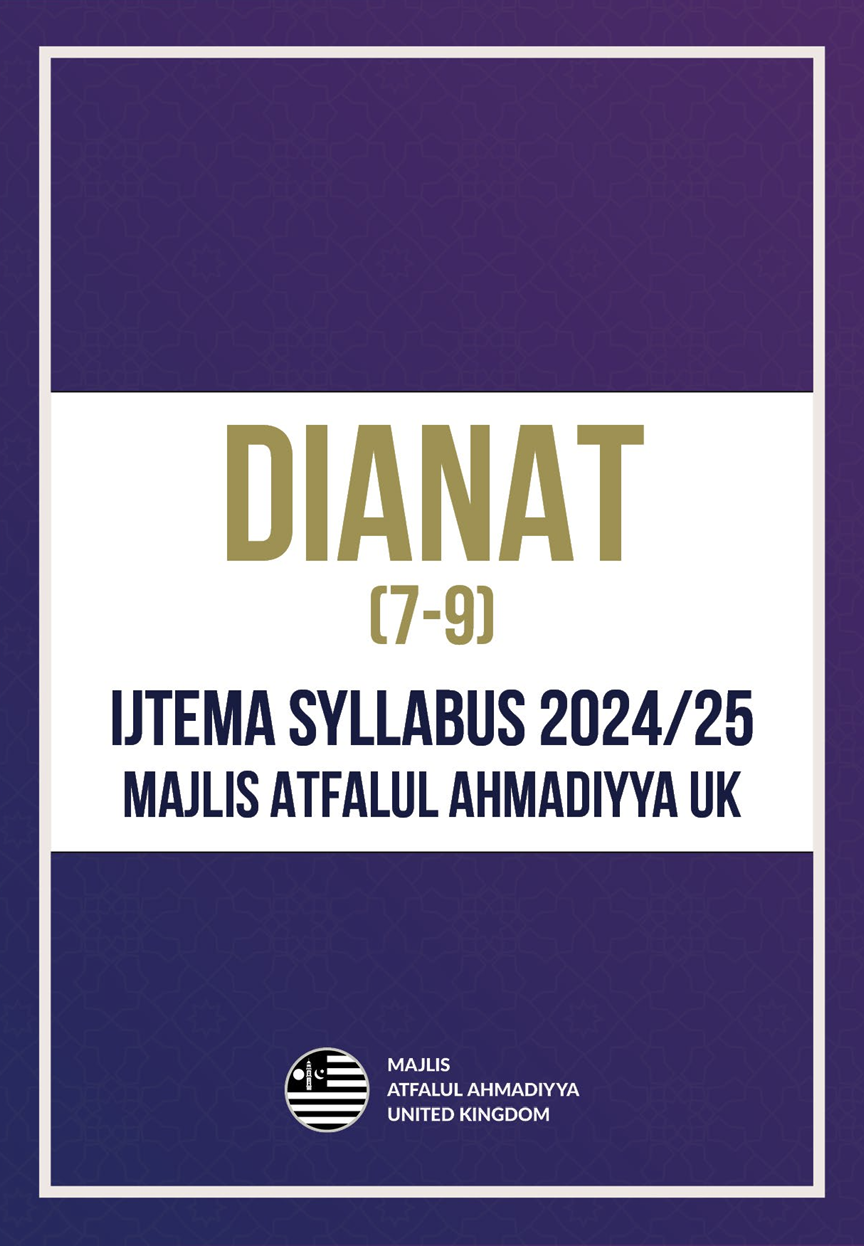 DIANAT
(7-9)
IJTEMA SYLLABUS 2024/25
MAJLIS ATFALUL AHMADIYYA UK
MAJLIS
ATFALUL AHMADIYYA
UNITED KINGDOM